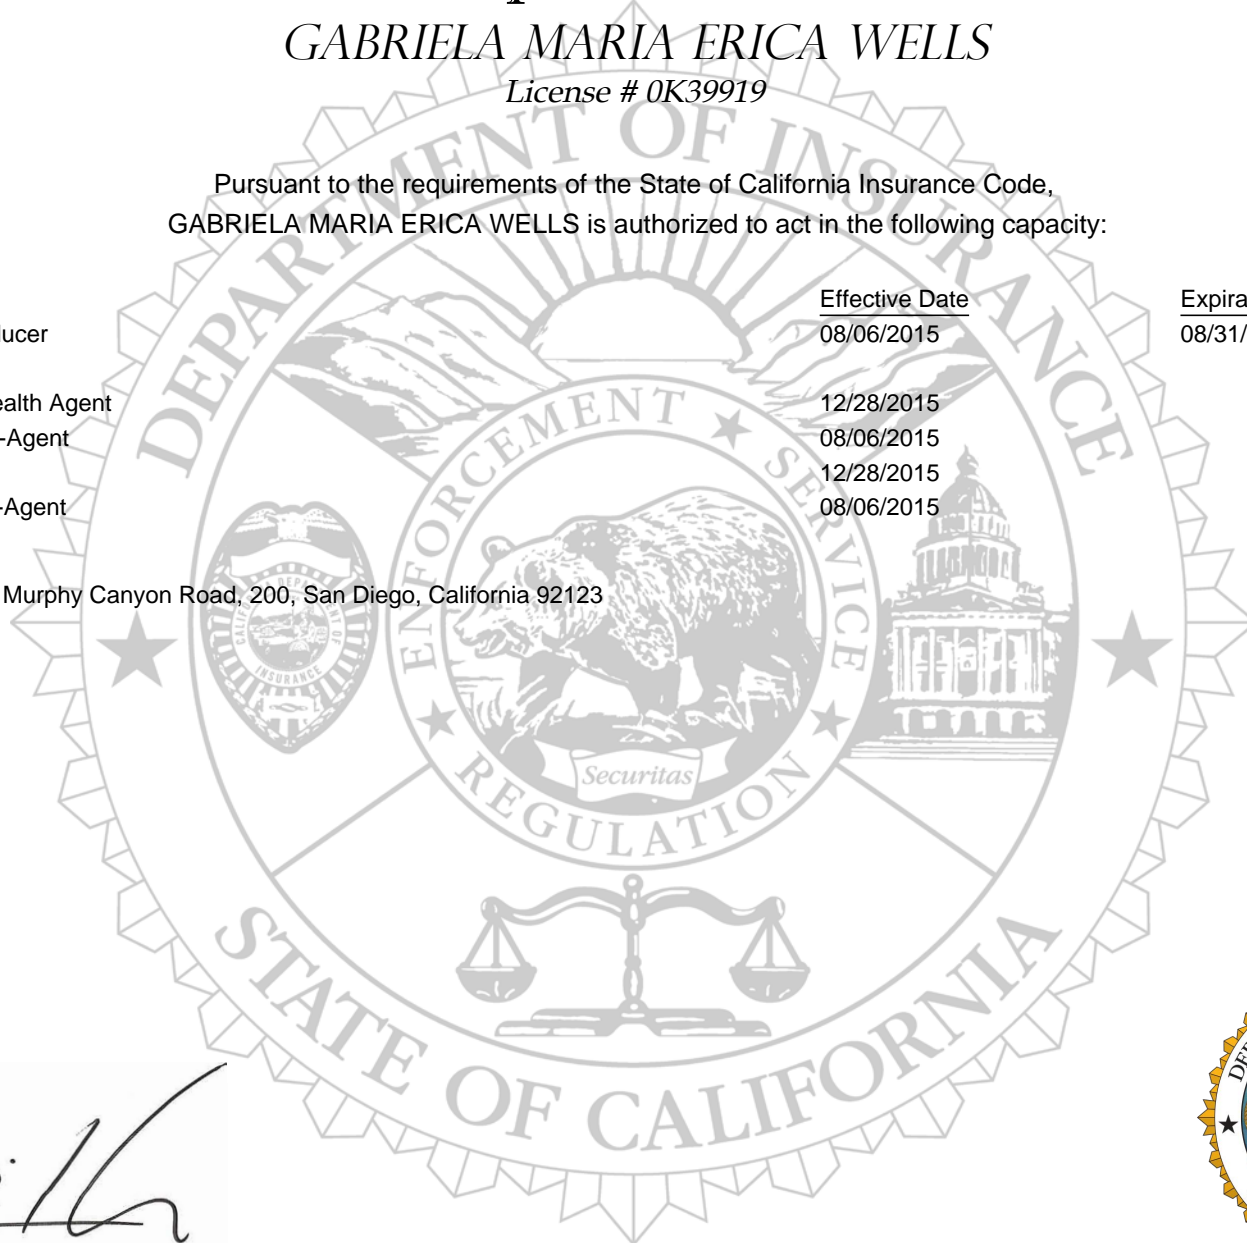 GABRIELA MARIA ERICA WELLS
License # 0K39919
Pursuant to the requirements of the State of California Insurance Code,
GABRIELA MARIA ERICA WELLS is authorized to act in the following capacity:
Effective Date Expira
ducer 08/06/2015 08/31/
ealth Agent 12/28/2015
-Agent 08/06/2015
12/28/2015
-Agent 08/06/2015
Murphy Canyon Road, 200, San Diego, California 92123
DEPARTMENT OF INSURANCE
STATE OF CALIFORNIA
ENFORCEMENT ★ SERVICE ★ REGULATION ★
Securitas
INSURANCE